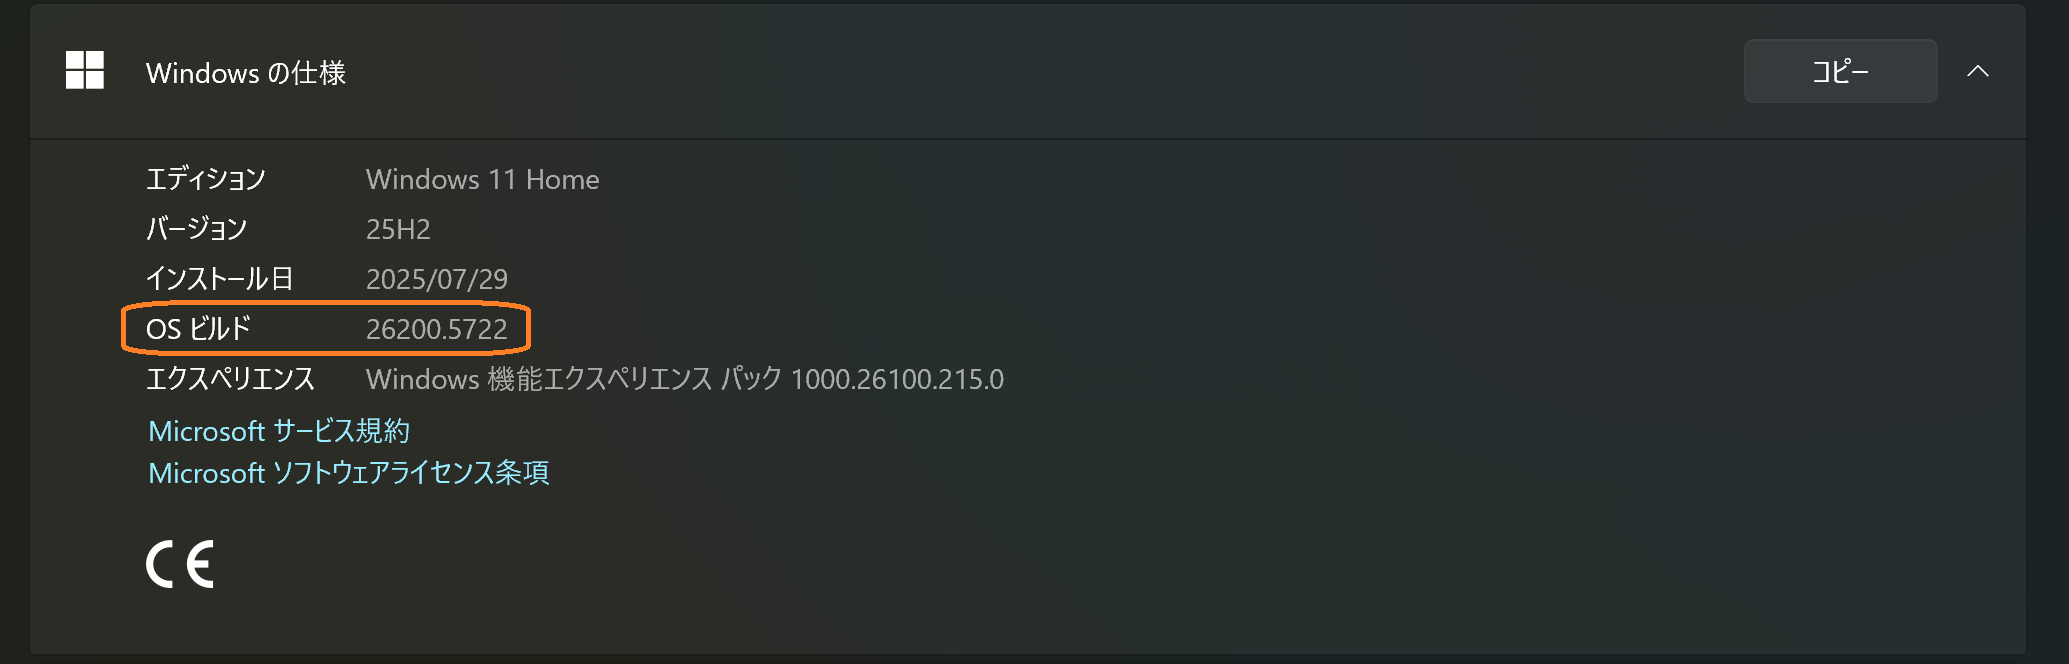 Windows の仕様
コピー
エディション Windows 11 Home
バージョン 25H2
インストール日 2025/07/29
OS ビルド 26200.5722
エクスペリエンス Windows 機能エクスペリエンス パック 1000.26100.215.0
Microsoft サービス規約
Microsoft ソフトウェアライセンス条項
CE